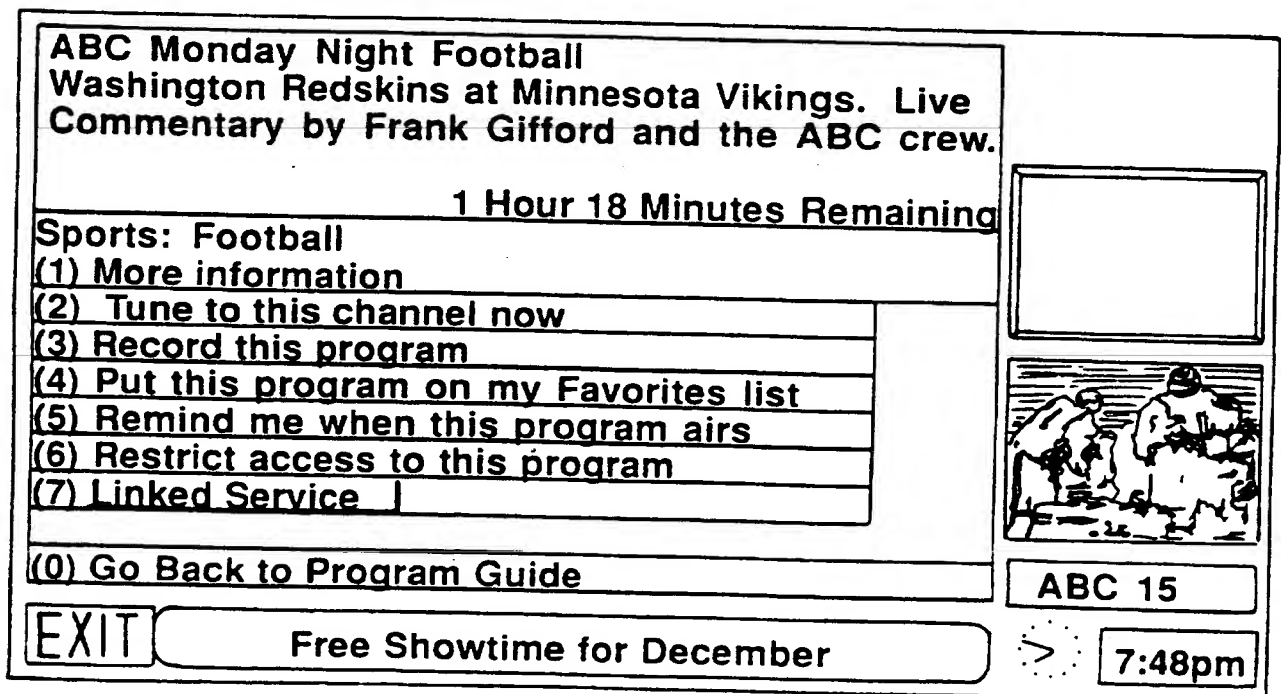 ABC Monday Night Football
Washington Redskins at Minnesota Vikings. Live
Commentary by Frank Gifford and the ABC crew.
1 Hour 18 Minutes Remaining
Sports: Football
(1) More information
(2) Tune to this channel now
(3) Record this program
(4) Put this program on my Favorites list
(5) Remind me when this program airs
(6) Restrict access to this program
(7) Linked Service
(0) Go Back to Program Guide
ABC 15
EXIT
Free Showtime for December
7:48pm